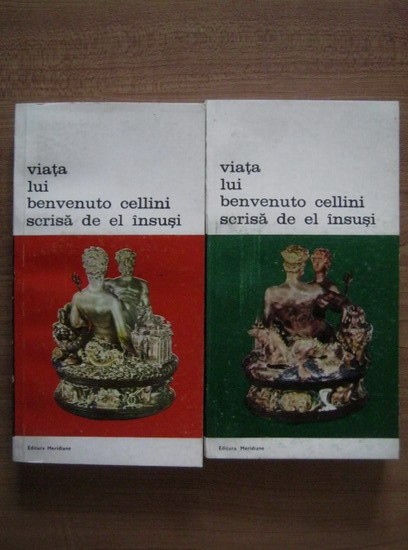 viața
lui
benvenuto cellini
scrisă de el însuși
Editura Meridiane
viața
lui
benvenuto cellini
scrisă de el însuși
Editura Meridiane